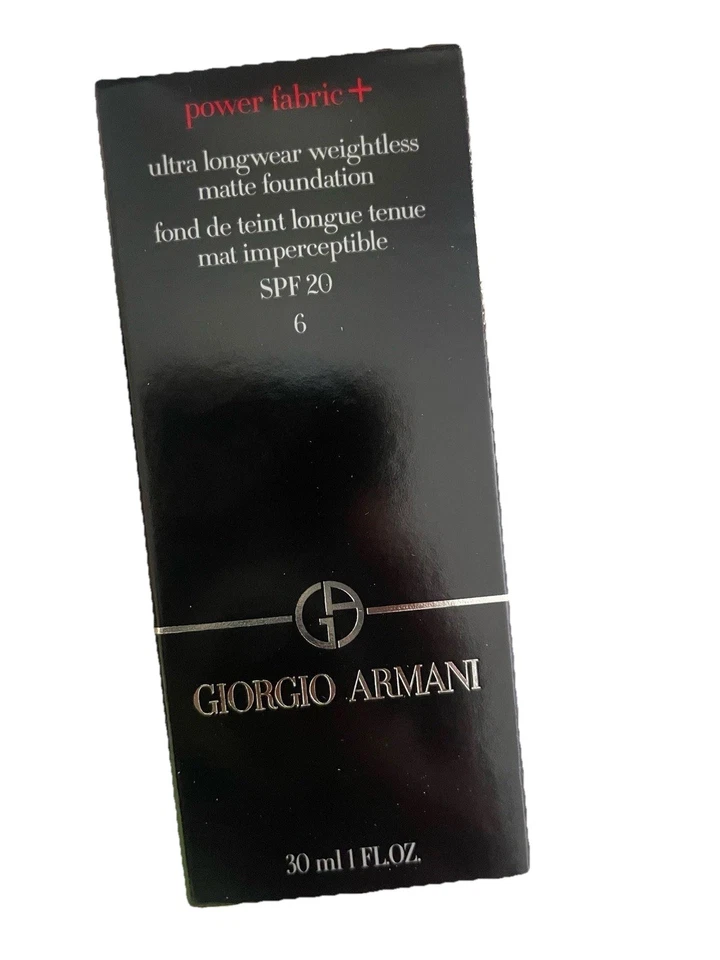 power fabric+
ultra longwear weightless
matte foundation
fond de teint longue tenue
mat imperceptible
SPF 20
6
GA
GIORGIO ARMANI
30 ml 1 FL.OZ.